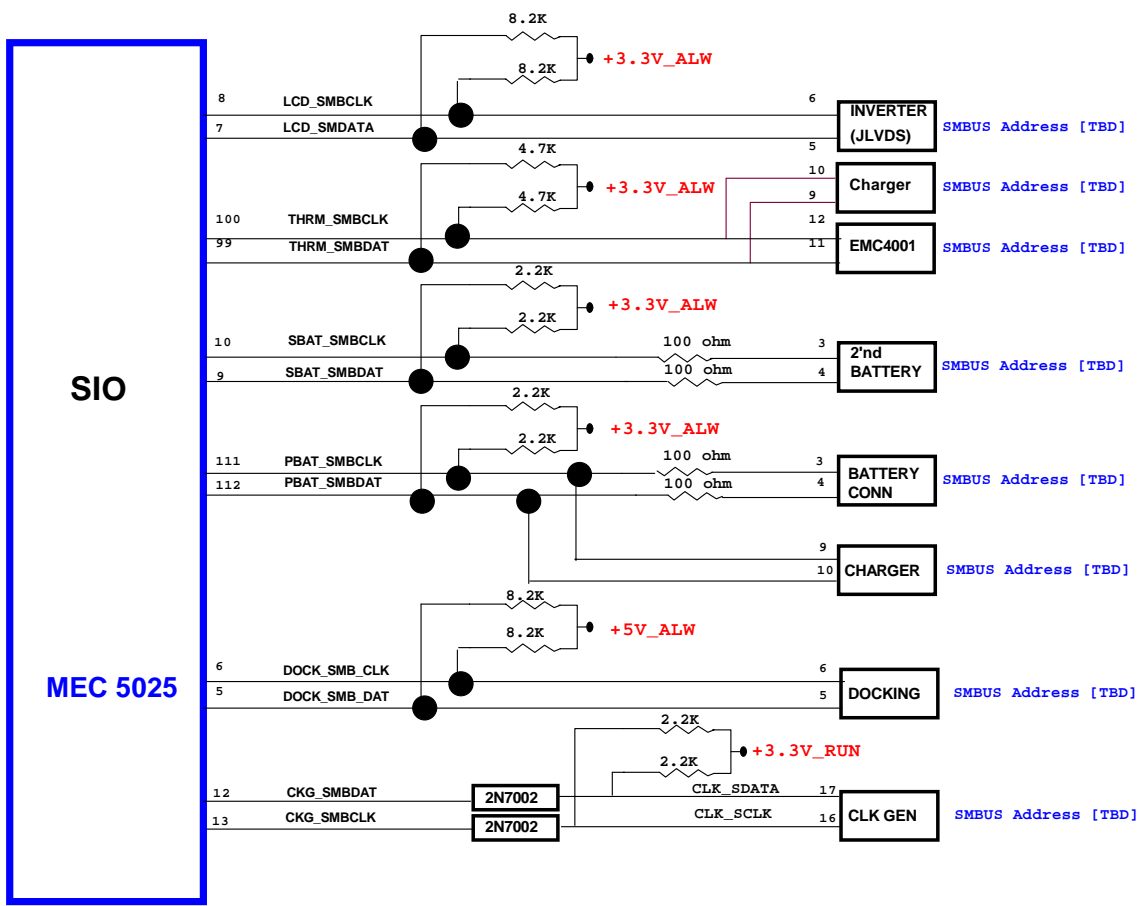 8.2K
+3.3V_ALW
8.2K
8 LCD_SMBCLK 6
INVERTER
(JLVDS)
SMBUS Address [TBD]
7 LCD_SMDATA 5
4.7K
+3.3V_ALW
4.7K
10 Charger SMBUS Address [TBD]
9
100 THRM_SMBCLK 12
99 THRM_SMBDAT 11 EMC4001 SMBUS Address [TBD]
2.2K
+3.3V_ALW
2.2K
10 SBAT_SMBCLK 100 ohm 3
2'nd
BATTERY
SMBUS Address [TBD]
9 SBAT_SMBDAT 100 ohm 4
SIO
2.2K
+3.3V_ALW
2.2K
111 PBAT_SMBCLK 100 ohm 3
BATTERY
CONN
SMBUS Address [TBD]
112 PBAT_SMBDAT 100 ohm 4
9
10 CHARGER SMBUS Address [TBD]
8.2K
+5V_ALW
8.2K
MEC 5025
6 DOCK_SMB_CLK 6
5 DOCK_SMB_DAT 5 DOCKING SMBUS Address [TBD]
2.2K
+3.3V_RUN
2.2K
12 CKG_SMBDAT 2N7002 CLK_SDATA 17
13 CKG_SMBCLK 2N7002 CLK_SCLK 16 CLK GEN SMBUS Address [TBD]